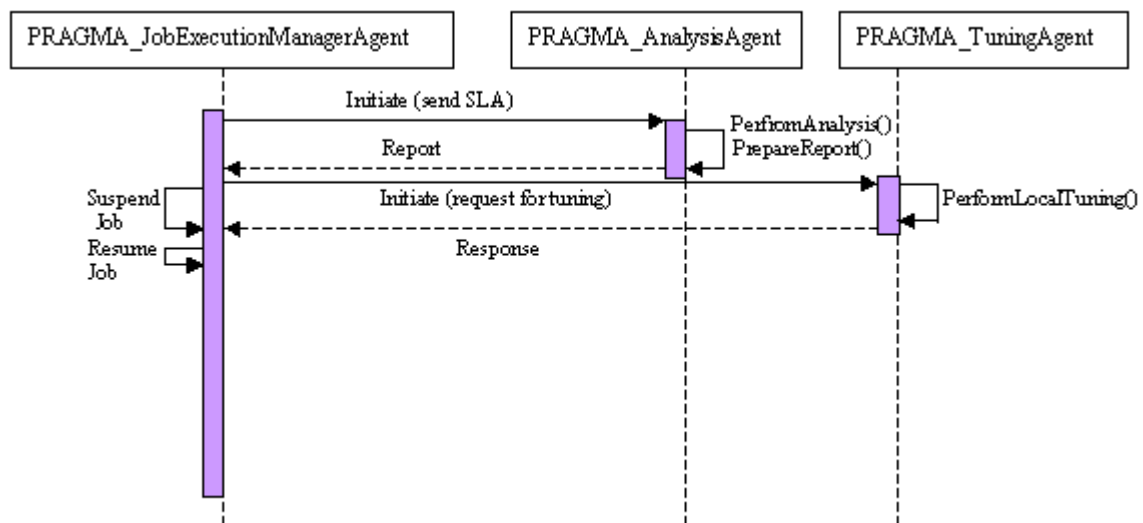 PRAGMA_JobExecutionManagerAgent
PRAGMA_AnalysisAgent
PRAGMA_TuningAgent
Initiate (send SLA)
PerfromAnalysis()
PrepareReport()
Report
Suspend
Job
Initiate (request for tuning)
PerformLocalTuning()
Resume
Job
Response